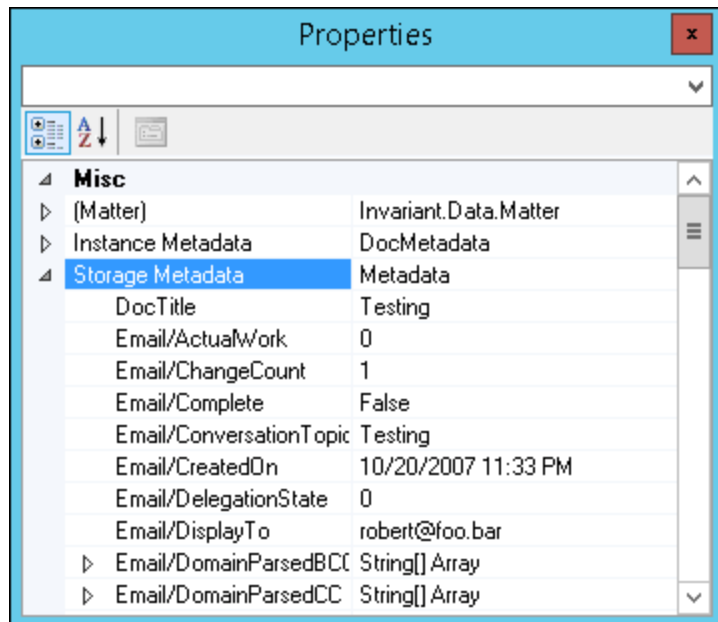 Properties
x
A
Z
Misc
(Matter) Invariant.Data.Matter
Instance Metadata DocMetadata
Storage Metadata Metadata
DocTitle Testing
Email/ActualWork 0
Email/ChangeCount 1
Email/Complete False
Email/ConversationTopic Testing
Email/CreatedOn 10/20/2007 11:33 PM
Email/DelegationState 0
Email/DisplayTo robert@foo.bar
Email/DomainParsedBCC String[] Array
Email/DomainParsedCC String[] Array